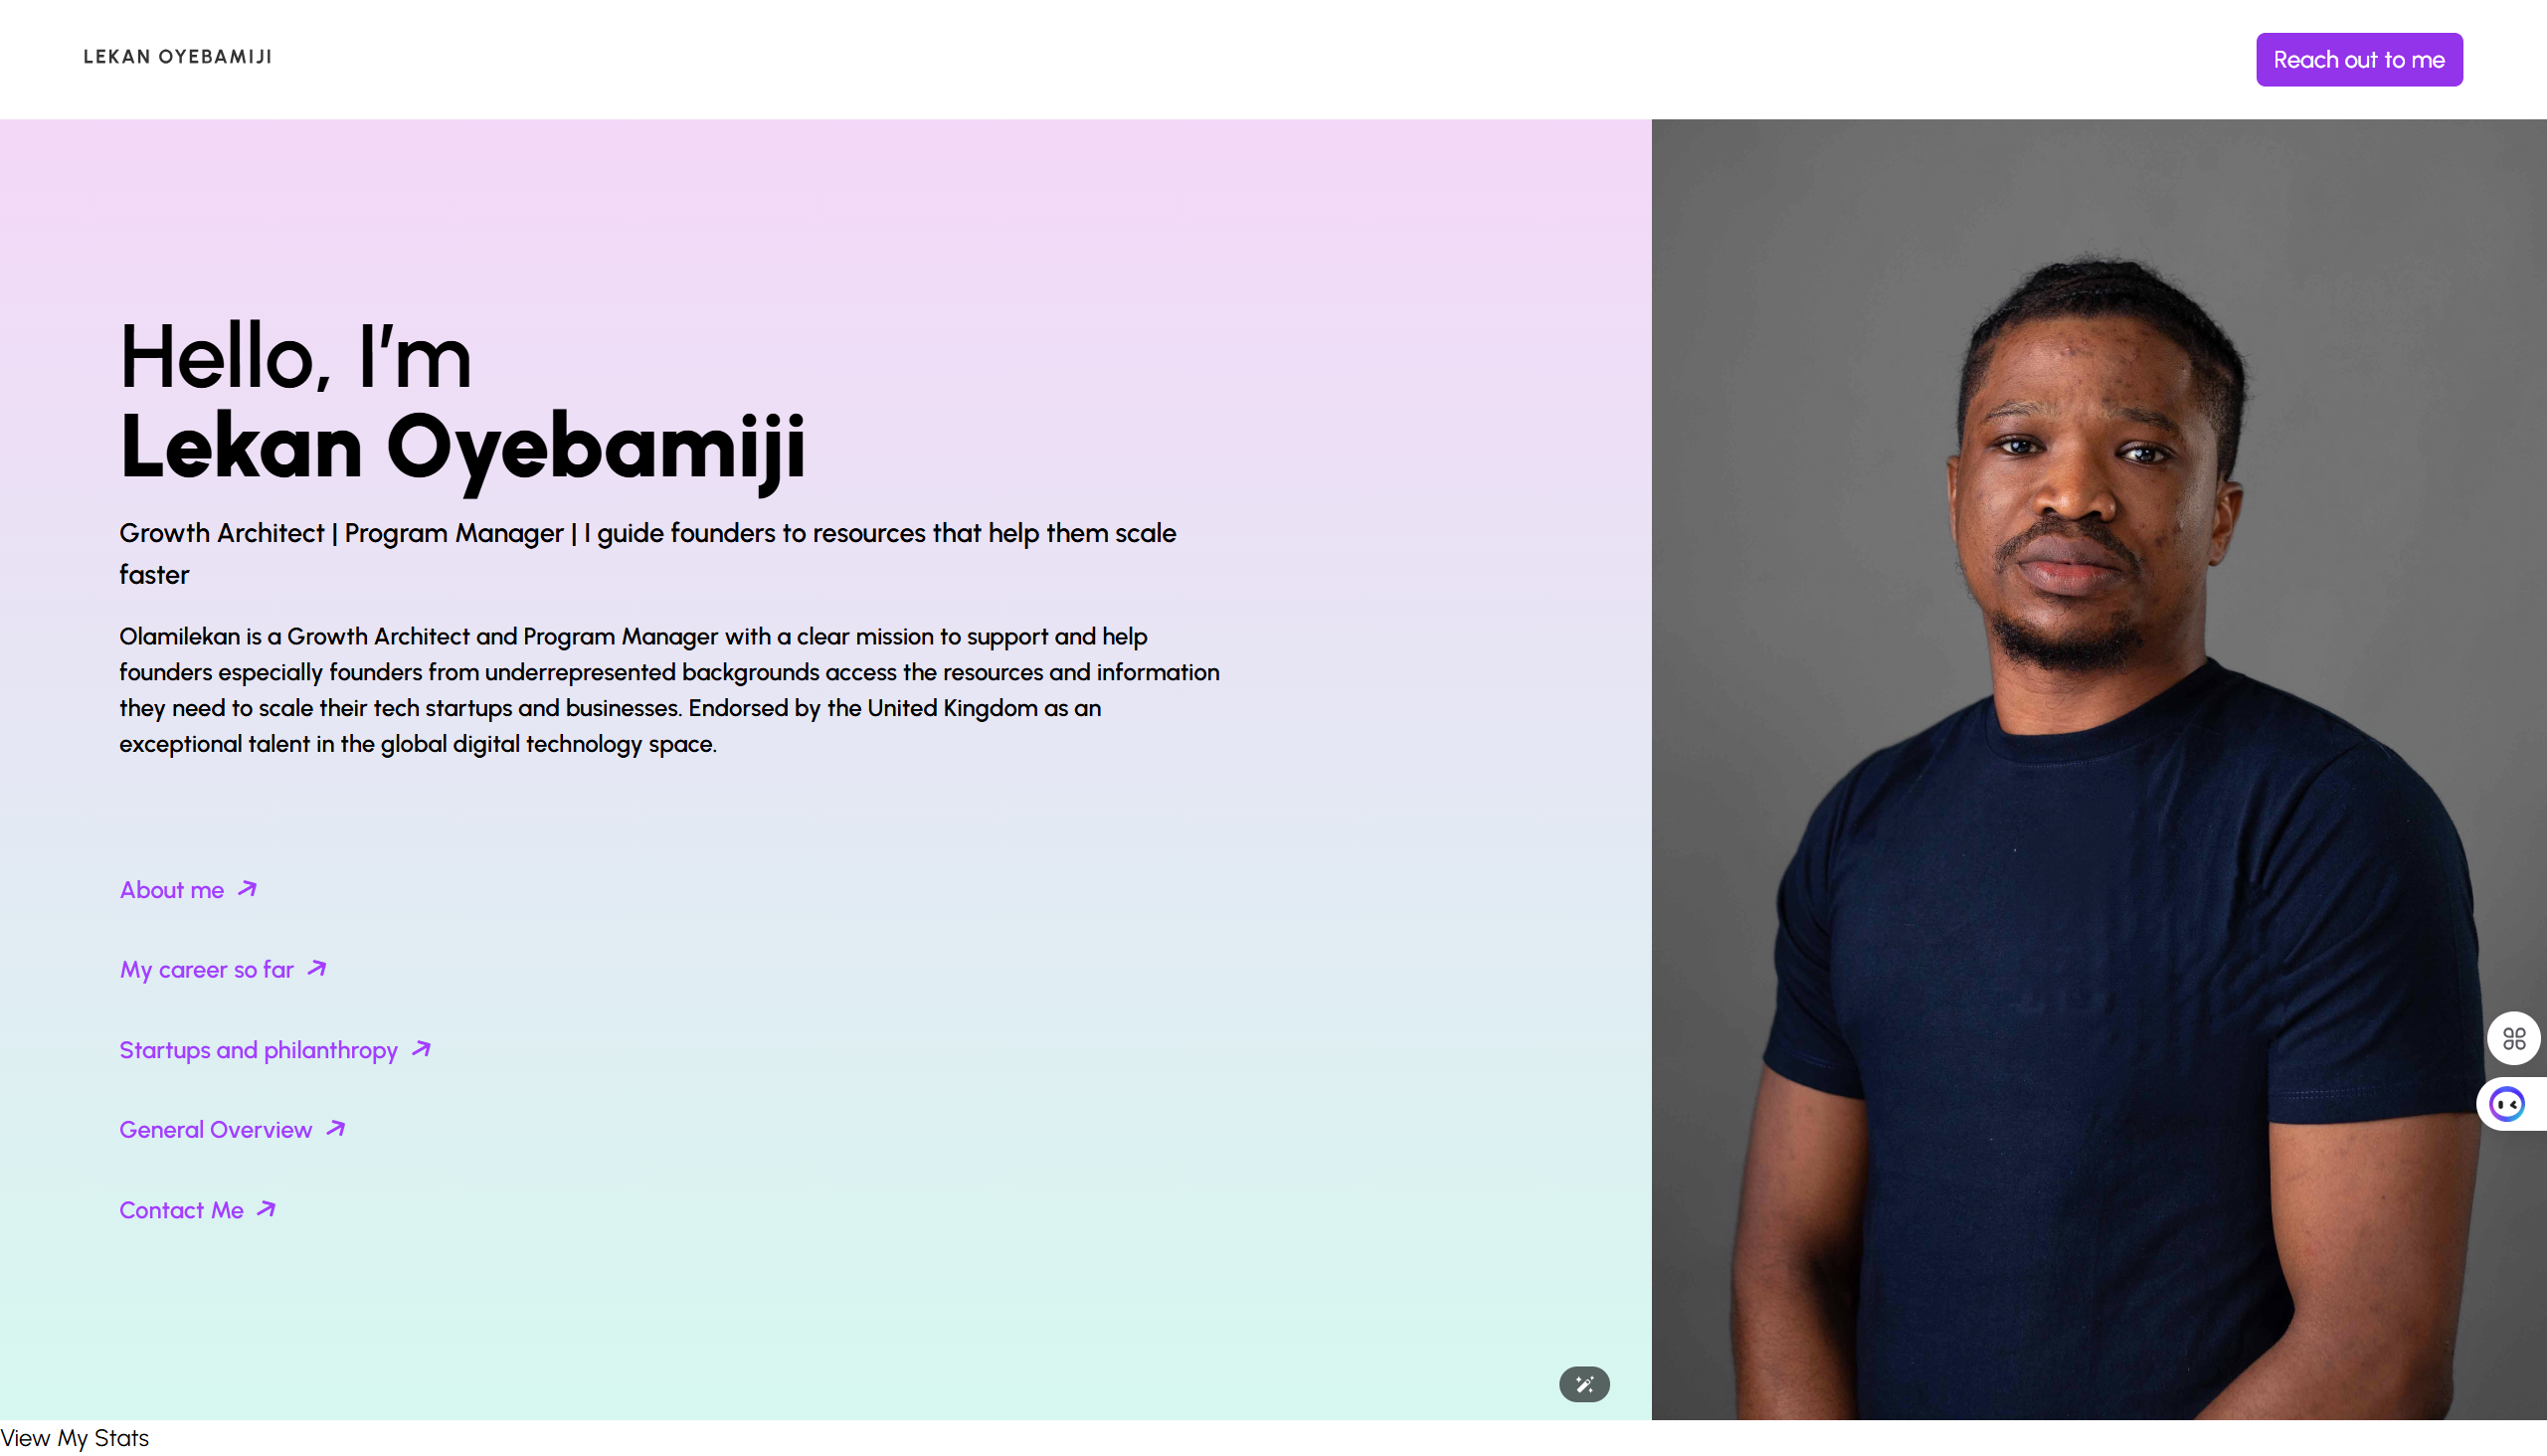 LEKAN OYEBAMIJI
Reach out to me
Hello, I'm
Lekan Oyebamiji
Growth Architect | Program Manager | I guide founders to resources that help them scale
faster
Olamilekan is a Growth Architect and Program Manager with a clear mission to support and help
founders especially founders from underrepresented backgrounds access the resources and information
they need to scale their tech startups and businesses. Endorsed by the United Kingdom as an
exceptional talent in the global digital technology space.
About me
My career so far
Startups and philanthropy
General Overview
Contact Me
View My Stats